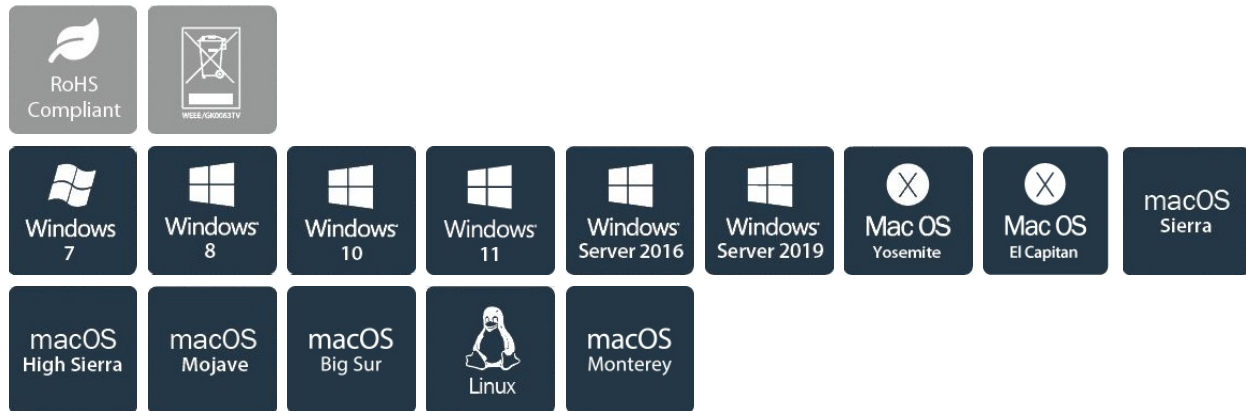 RoHS
Compliant
WEEE/GK0063TV
Windows
7
Windows
8
Windows
10
Windows
11
Windows
Server 2016
Windows
Server 2019
X
Mac OS
Yosemite
X
Mac OS
El Capitan
macOS
Sierra
macOS
High Sierra
macOS
Mojave
macOS
Big Sur
Linux
macOS
Monterey